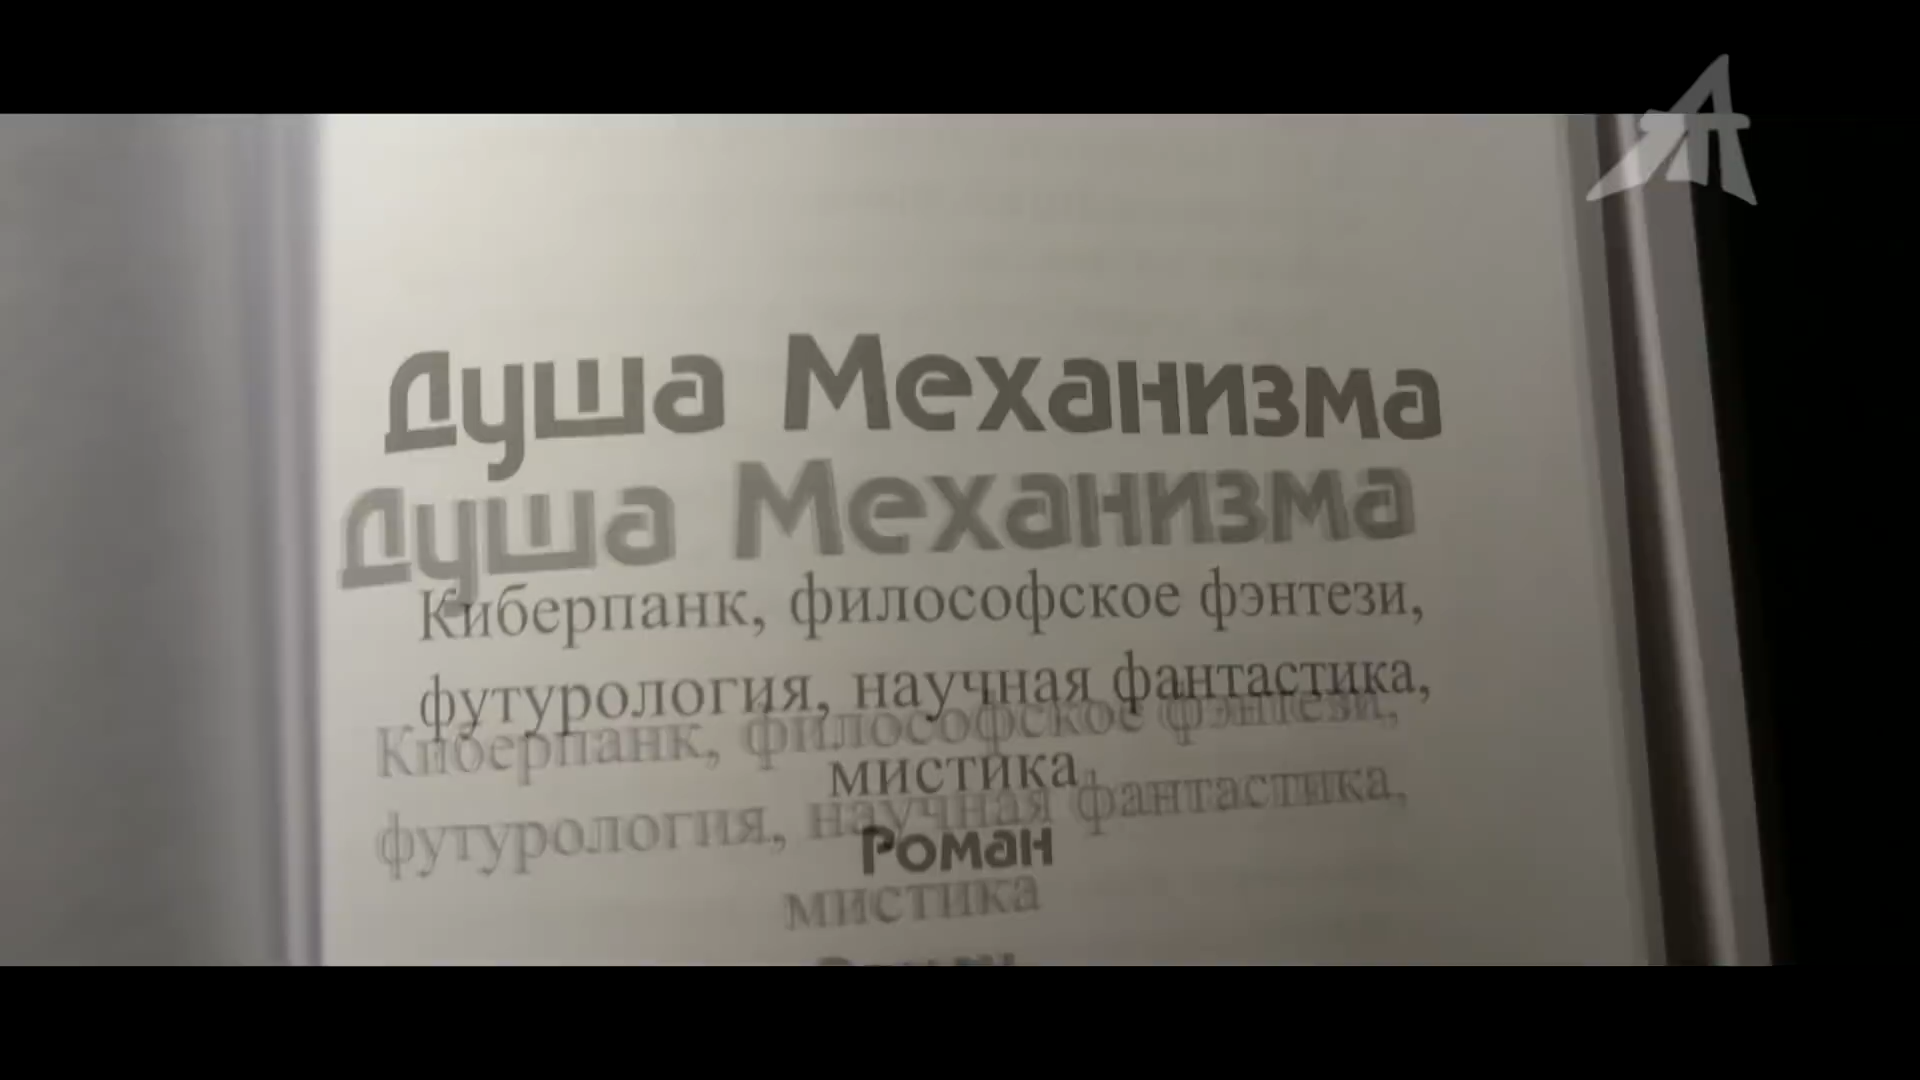 Душа Механизма
Душа Механизма
Киберпанк, философское фэнтези,
футурология, научная фантастика,
Киберпанк, философское фэнтези,
мистика
футурология, научная фантастика,
Роман
мистика